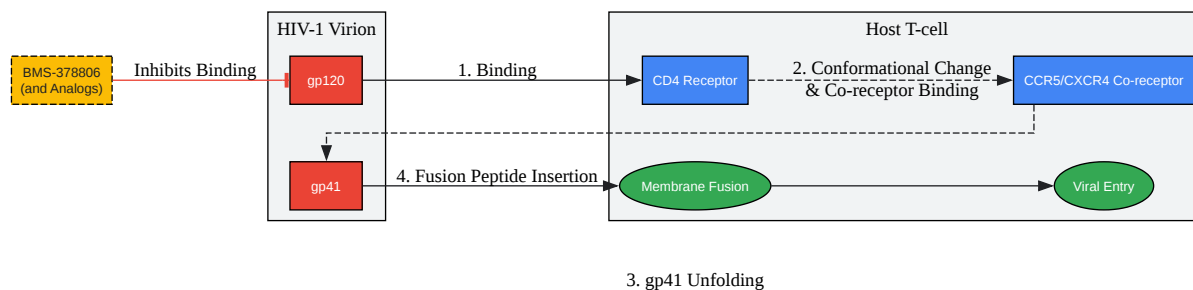 HIV-1 Virion
Host T-cell
BMS-378806
(and Analogs)
Inhibits Binding
gp120
1. Binding
CD4 Receptor
2. Conformational Change
& Co-receptor Binding
CCR5/CXCR4 Co-receptor
gp41
4. Fusion Peptide Insertion
Membrane Fusion
Viral Entry
3. gp41 Unfolding